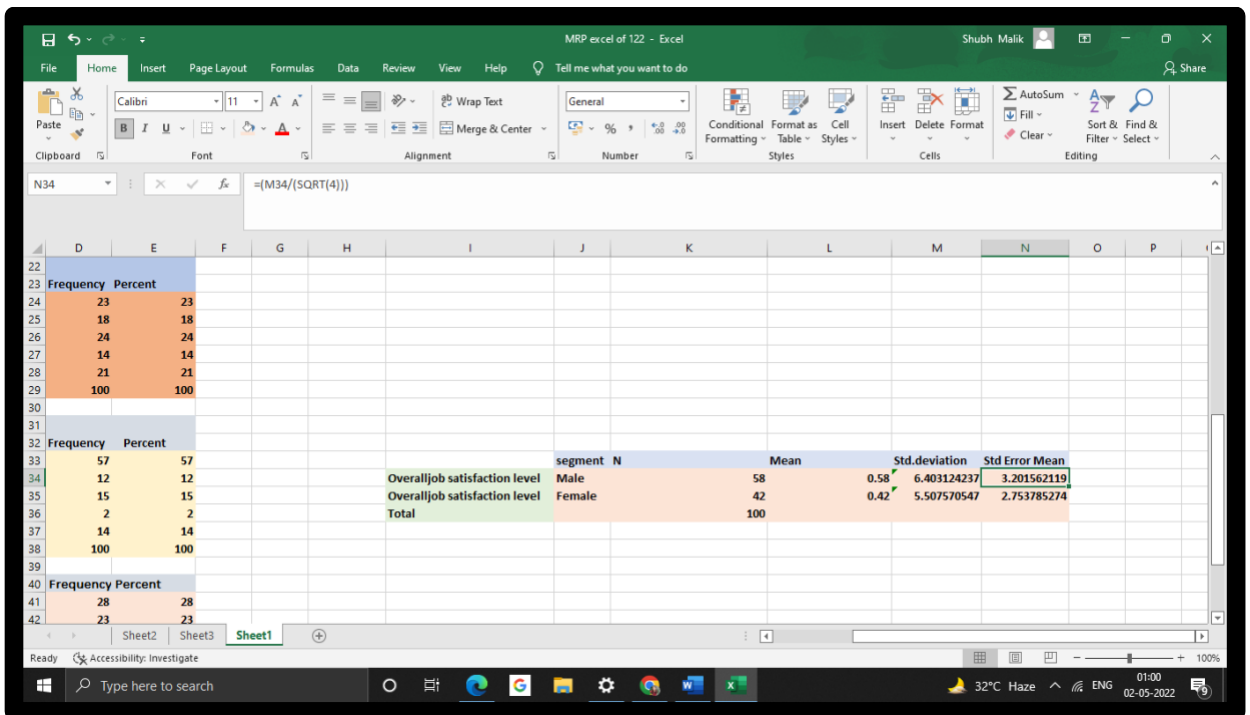 MRP excel of 122 - Excel
Shubh Malik
File Home Insert Page Layout Formulas Data Review View Help Tell me what you want to do Share
Calibri 11 A A Wrap Text General AutoSum
Paste B I U A Merge & Center % , Conditional Format as Cell Insert Delete Format Fill Sort & Find &
Formatting Table Styles Clear Filter Select
Clipboard Font Alignment Number Styles Cells Editing
N34 fx =(M34/(SQRT(4)))
D E F G H I J K L M N O P
22
23 Frequency Percent
24 23 23
25 18 18
26 24 24
27 14 14
28 21 21
29 100 100
30
31
32 Frequency Percent
33 57 57 segment N Mean Std.deviation Std Error Mean
34 12 12 Overalljob satisfaction level Male 58 0.58 6.403124237 3.201562119
35 15 15 Overalljob satisfaction level Female 42 0.42 5.507570547 2.753785274
36 2 2 Total 100
37 14 14
38 100 100
39
40 Frequency Percent
41 28 28
42 23 23
Sheet2 Sheet3 Sheet1
Ready Accessibility: Investigate 100%
Type here to search 32°C Haze ENG 01:00
02-05-2022